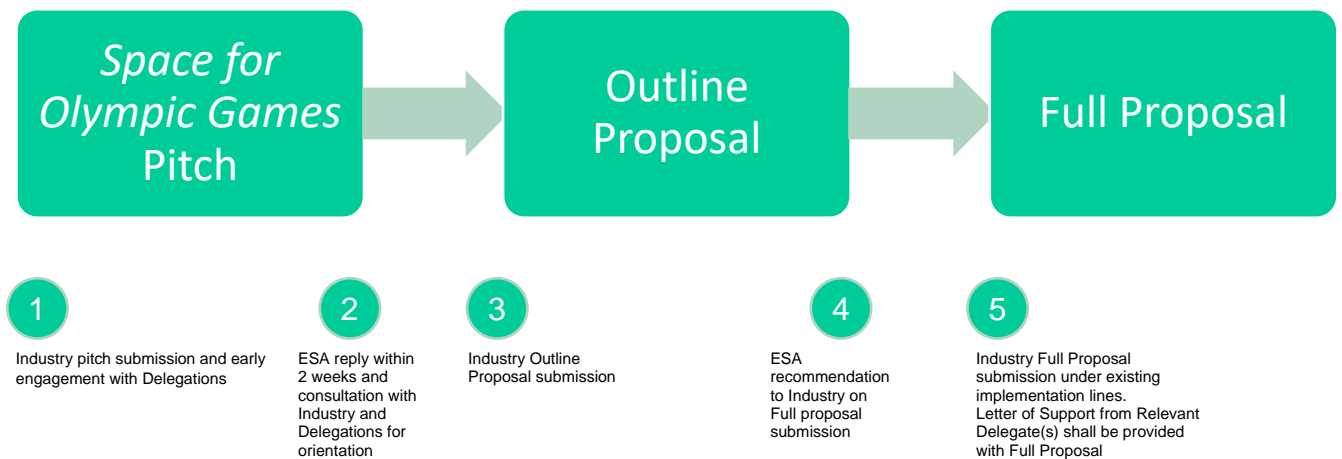 Space for
Olympic Games
Pitch
Outline
Proposal
Full Proposal
1
Industry pitch submission and early
engagement with Delegations
2
ESA reply within
2 weeks and
consultation with
Industry and
Delegations for
orientation
3
Industry Outline
Proposal submission
4
ESA
recommendation
to Industry on
Full proposal
submission
5
Industry Full Proposal
submission under existing
implementation lines.
Letter of Support from Relevant
Delegate(s) shall be provided
with Full Proposal